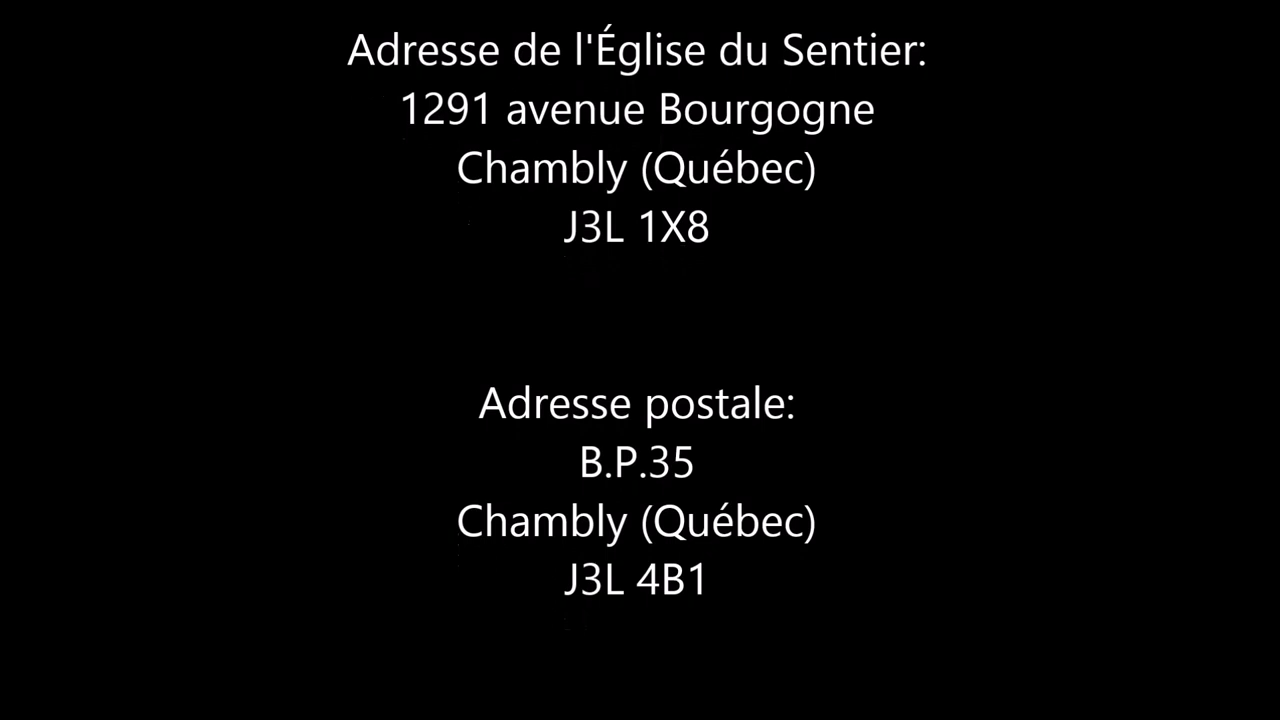 Adresse de l'Église du Sentier:
1291 avenue Bourgogne
Chambly (Québec)
J3L 1X8
Adresse postale:
B.P.35
Chambly (Québec)
J3L 4B1